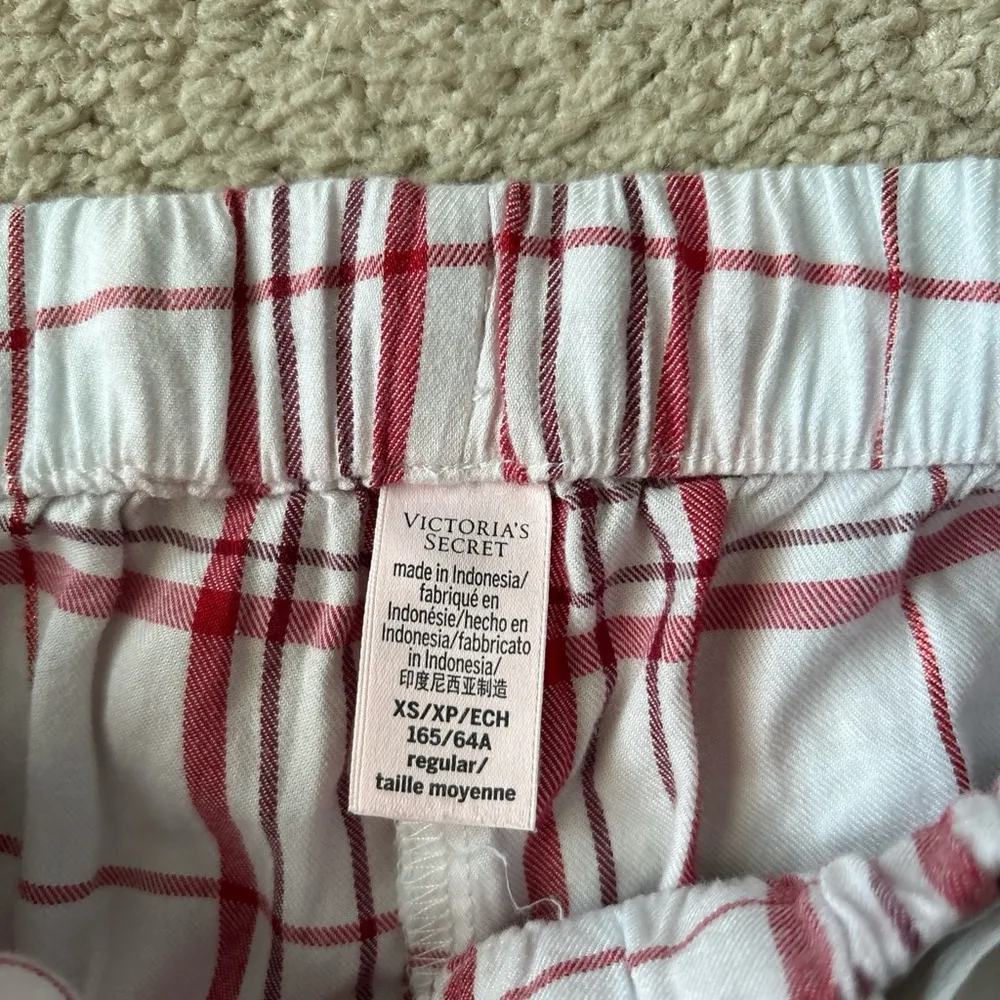 VICTORIA'S
SECRET
made in Indonesia/
fabriqué en
Indonésie/hecho en
Indonesia/fabbricato
in Indonesia/
印度尼西亚制造
XS/XP/ECH
165/64A
regular/
taille moyenne